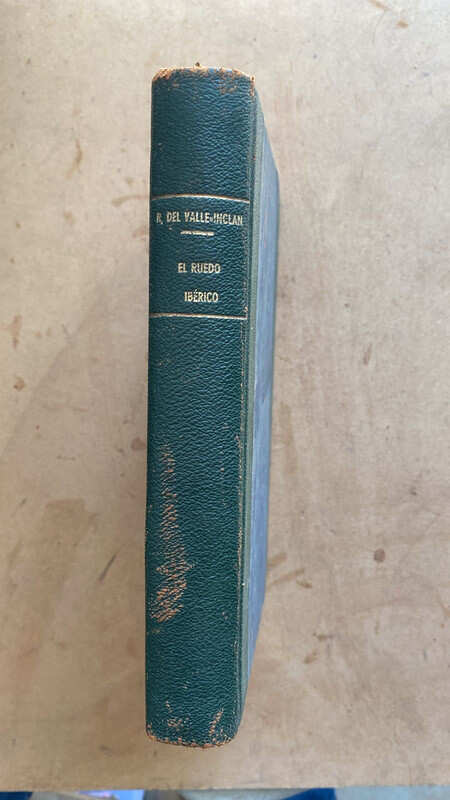 R. DEL VALLE-INCLAN
EL RUEDO
IBÉRICO